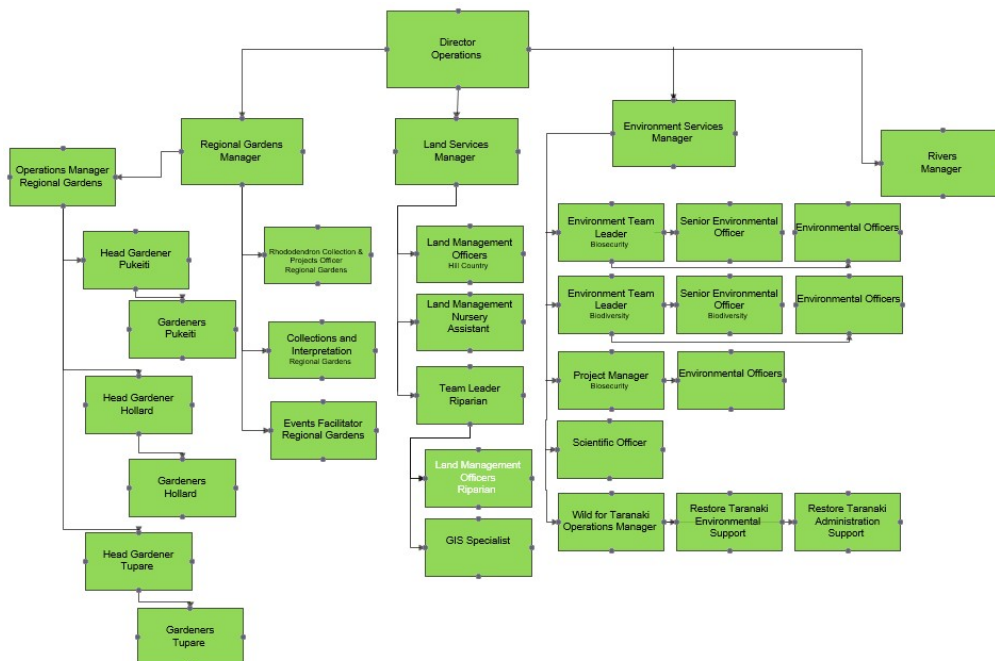 Director
Operations
Regional Gardens
Manager
Land Services
Manager
Environment Services
Manager
Rivers
Manager
Operations Manager
Regional Gardens
Head Gardener
Pukeiti
Gardeners
Pukeiti
Head Gardener
Hollard
Gardeners
Hollard
Head Gardener
Tupare
Gardeners
Tupare
Rhododendron Collection &
Projects Officer
Regional Gardens
Collections and
Interpretation
Regional Gardens
Events Facilitator
Regional Gardens
Land Management
Officers
Hill Country
Land Management
Nursery
Assistant
Team Leader
Riparian
Land Management
Officers
Riparian
GIS Specialist
Environment Team
Leader
Biosecurity
Senior Environmental
Officer
Environmental Officers
Environment Team
Leader
Biodiversity
Senior Environmental
Officer
Biodiversity
Environmental Officers
Project Manager
Biosecurity
Environmental Officers
Scientific Officer
Wild for Taranaki
Operations Manager
Restore Taranaki
Environmental
Support
Restore Taranaki
Administration
Support